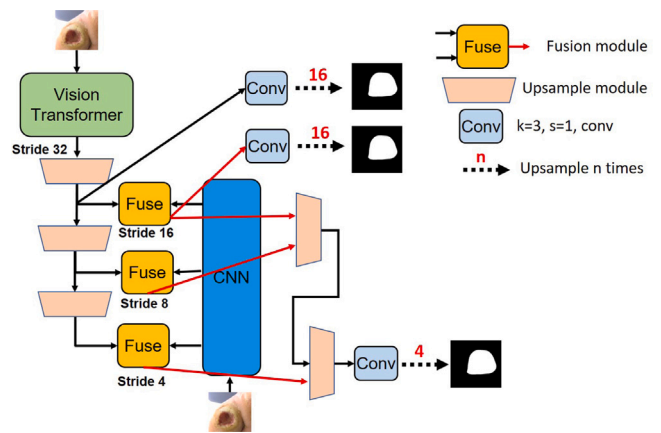 Vision
Transformer
Stride 32
Conv
16
Conv
16
Fuse
Stride 16
Fuse
Stride 8
Fuse
Stride 4
CNN
Conv
4
Fuse
Fusion module
Upsample module
Conv
k=3, s=1, conv
n
Upsample n times